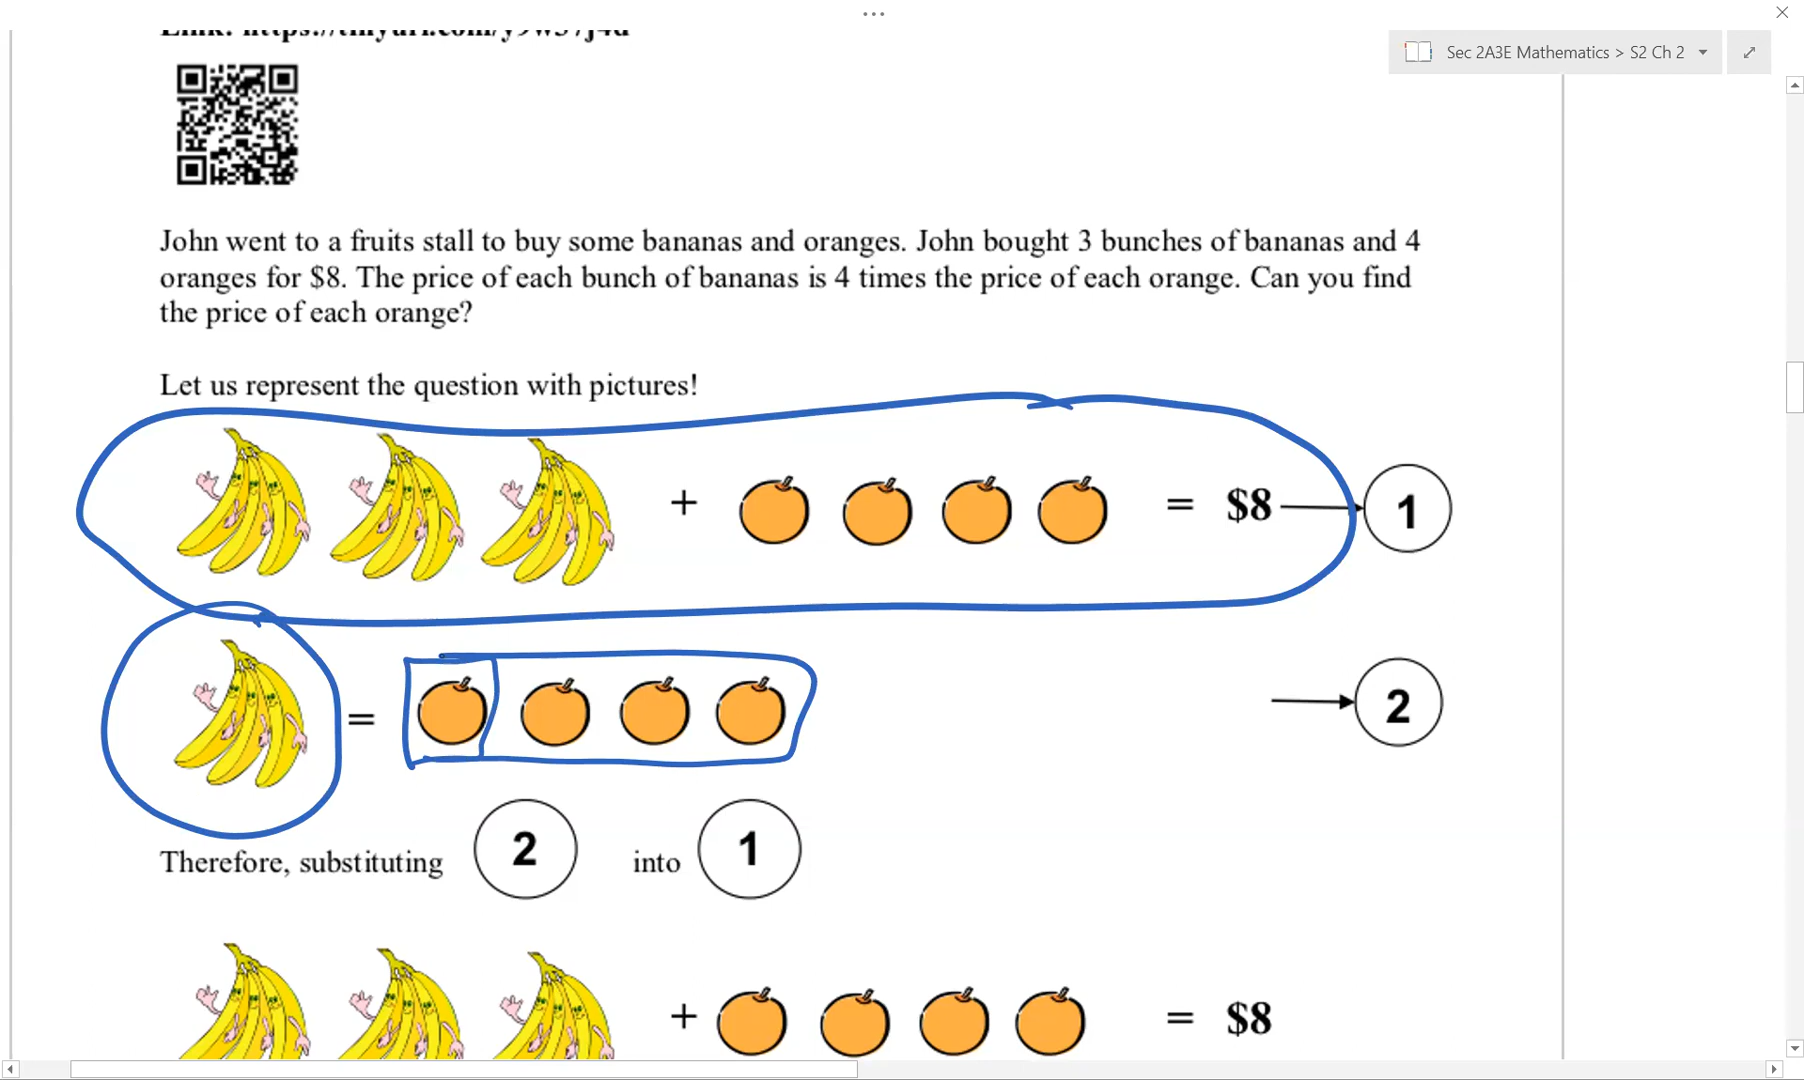 Sec 2A3E Mathematics > S2 Ch 2
John went to a fruits stall to buy some bananas and oranges. John bought 3 bunches of bananas and 4
oranges for $8. The price of each bunch of bananas is 4 times the price of each orange. Can you find
the price of each orange?
Let us represent the question with pictures!
+ = $8 1
= 2
Therefore, substituting 2 into 1
+ = $8